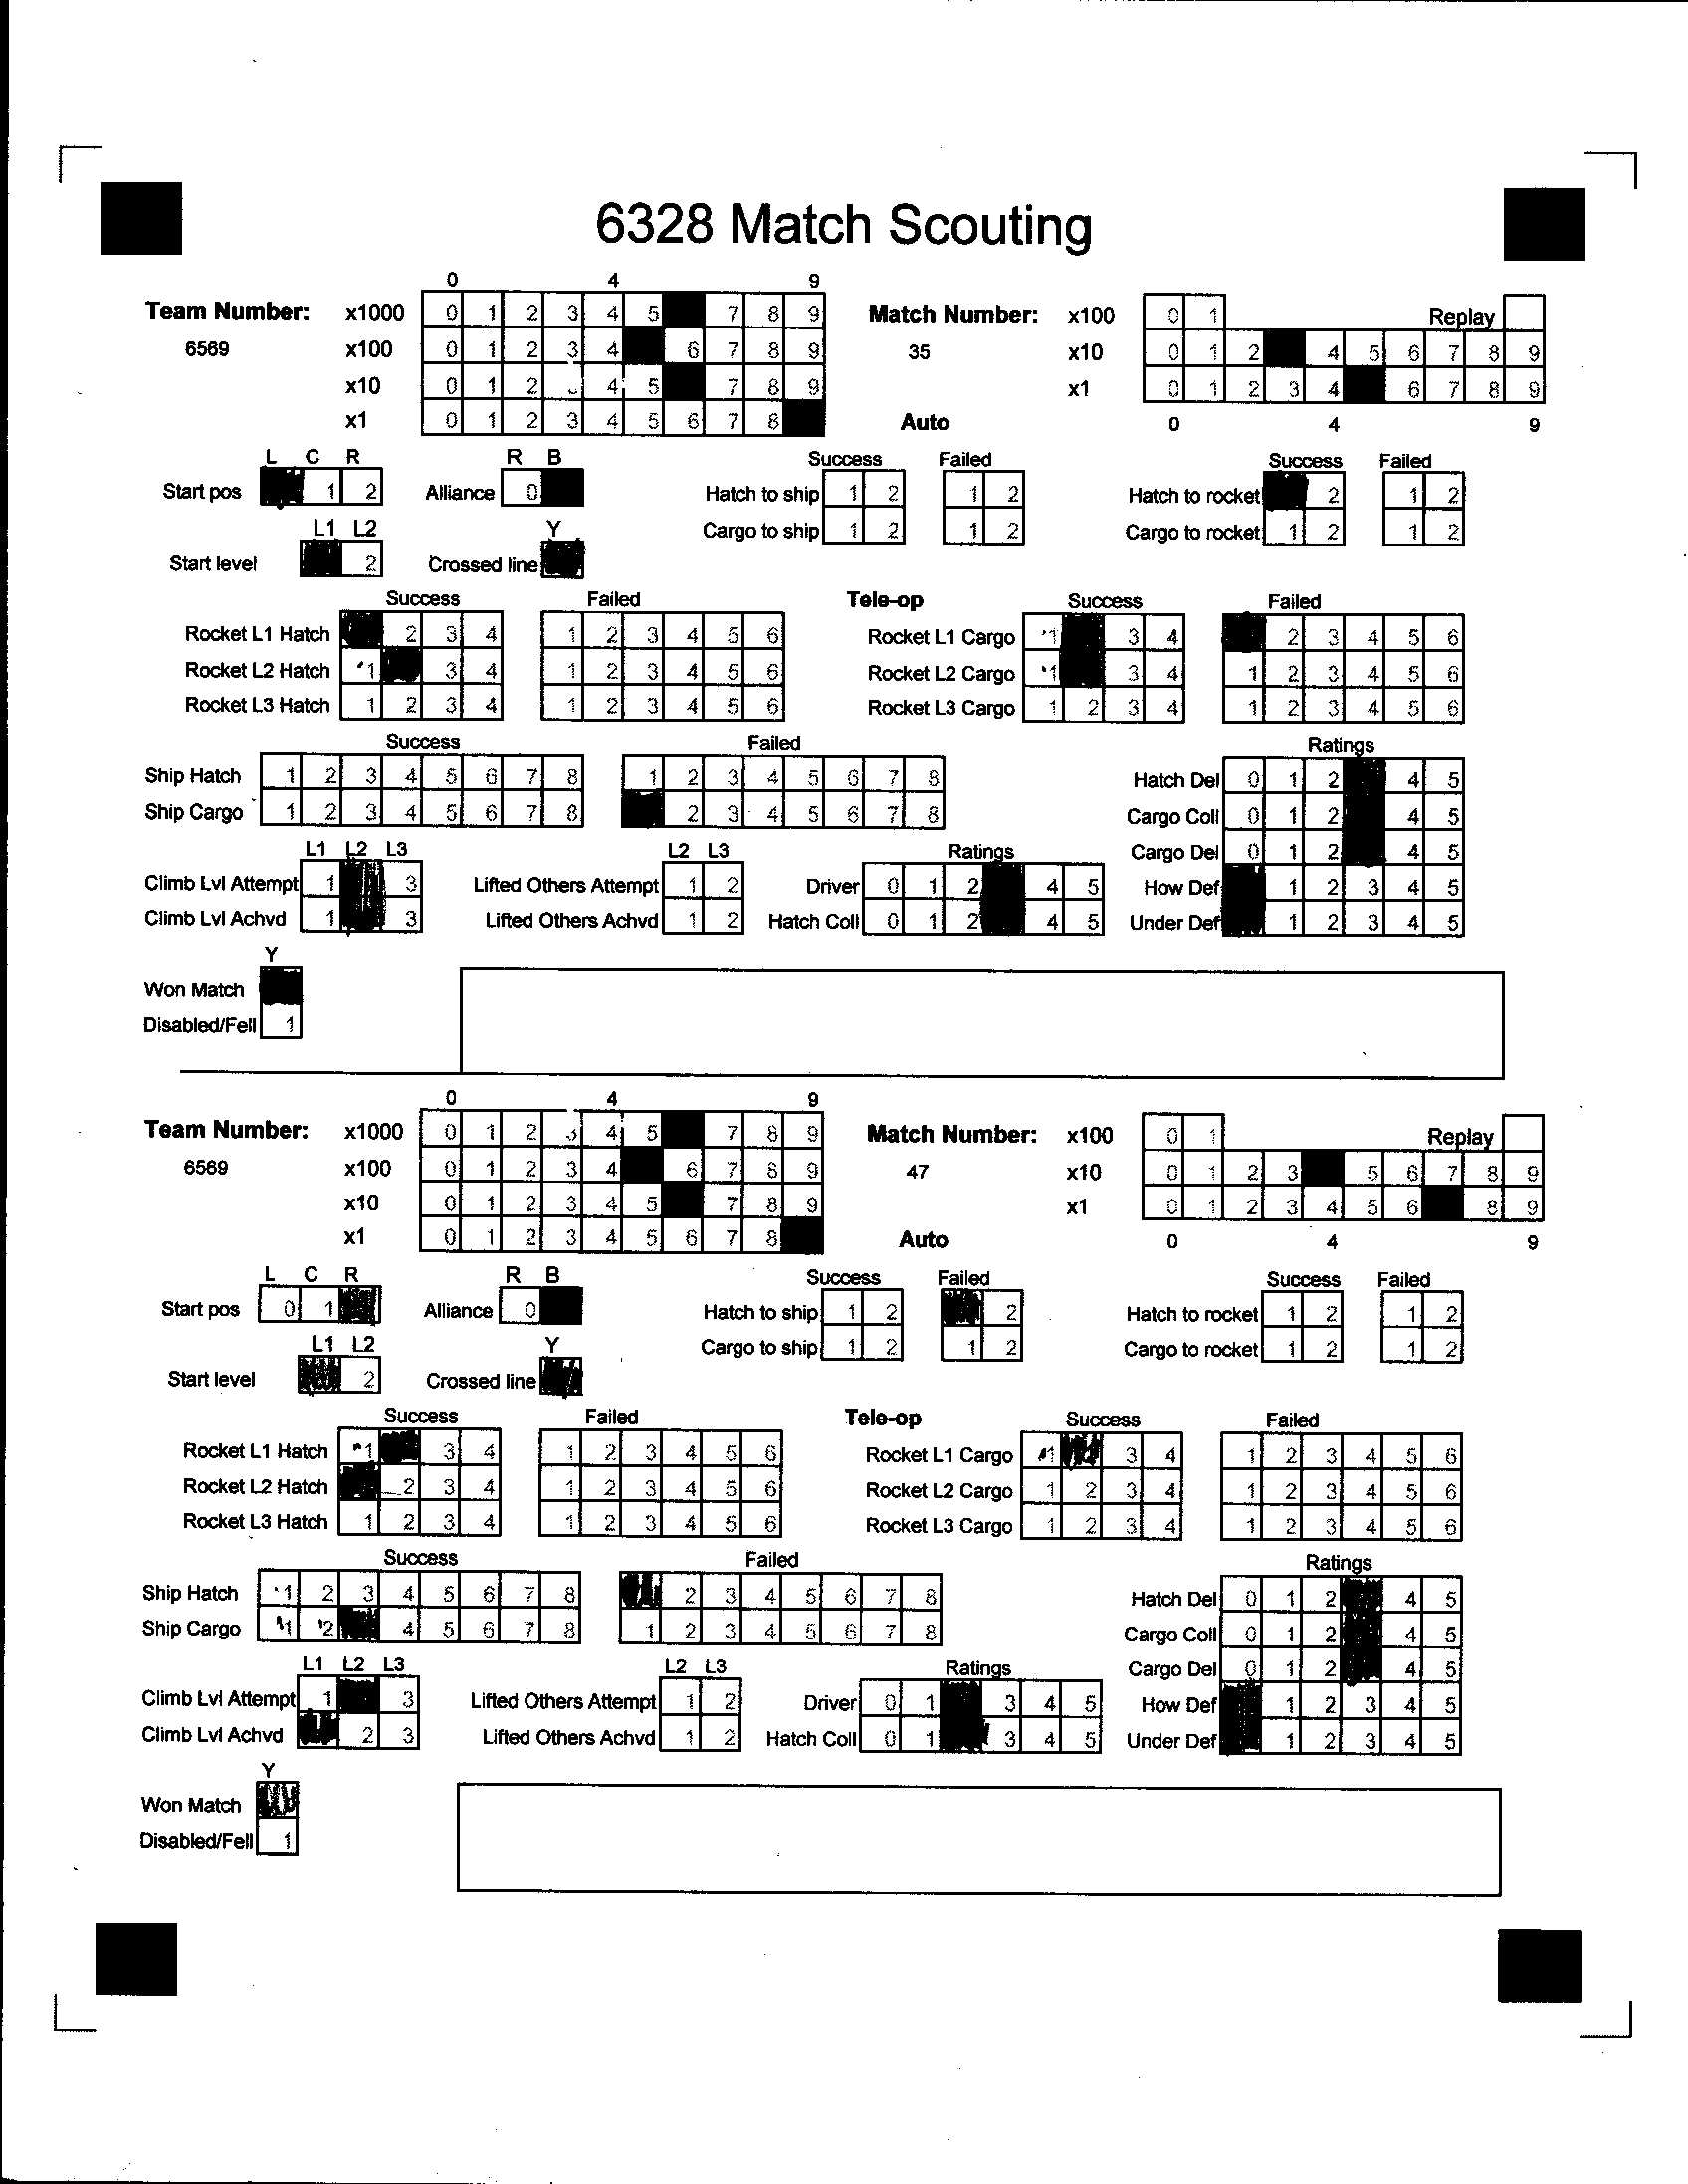 6328 Match Scouting
0 4 9
Team Number: x1000 0 1 2 3 4 5 7 8 9 Match Number: x100 0 1 Replay
6569 x100 0 1 2 3 4 6 7 8 9 35 x10 0 1 2 4 5 6 7 8 9
x10 0 1 2 4 5 7 8 9 x1 0 1 2 3 4 6 7 8 9
x1 0 1 2 3 4 5 6 7 8 Auto 0 4 9
L C R R B Success Failed Success Failed
Start pos 1 2 Alliance 0 Hatch to ship 1 2 1 2 Hatch to rocket 2 1 2
L1 L2 Y Cargo to ship 1 2 1 2 Cargo to rocket 1 2 1 2
Start level 2 Crossed line
Success Failed Tele-op Success Failed
Rocket L1 Hatch 2 3 4 1 2 3 4 5 6 Rocket L1 Cargo 1 3 4 2 3 4 5 6
Rocket L2 Hatch 1 3 4 1 2 3 4 5 6 Rocket L2 Cargo 1 3 4 1 2 3 4 5 6
Rocket L3 Hatch 1 2 3 4 1 2 3 4 5 6 Rocket L3 Cargo 1 2 3 4 1 2 3 4 5 6
Success Failed Ratings
Ship Hatch 1 2 3 4 5 6 7 8 1 2 3 4 5 6 7 8 Hatch Del 0 1 2 4 5
Ship Cargo 1 2 3 4 5 6 7 8 2 3 4 5 6 7 8 Cargo Coll 0 1 2 4 5
L1 L2 L3 L2 L3 Ratings Cargo Del 0 1 2 4 5
Climb Lvl Attempt 1 3 Lifted Others Attempt 1 2 Driver 0 1 2 4 5 How Def 1 2 3 4 5
Climb Lvl Achvd 1 3 Lifted Others Achvd 1 2 Hatch Coll 0 1 2 4 5 Under Def 1 2 3 4 5
Y
Won Match
Disabled/Fell 1
0 4 9
Team Number: x1000 0 1 2 3 4 5 7 8 9 Match Number: x100 0 1 Replay
6569 x100 0 1 2 3 4 6 7 8 9 47 x10 0 1 2 3 5 6 7 8 9
x10 0 1 2 3 4 5 7 8 9 x1 0 1 2 3 4 5 6 8 9
x1 0 1 2 3 4 5 6 7 8 Auto 0 4 9
L C R R B Success Failed Success Failed
Start pos 0 1 Alliance 0 Hatch to ship 1 2 2 Hatch to rocket 1 2 1 2
L1 L2 Y Cargo to ship 1 2 1 2 Cargo to rocket 1 2 1 2
Start level 2 Crossed line
Success Failed Tele-op Success Failed
Rocket L1 Hatch 1 3 4 1 2 3 4 5 6 Rocket L1 Cargo 1 3 4 1 2 3 4 5 6
Rocket L2 Hatch 2 3 4 1 2 3 4 5 6 Rocket L2 Cargo 1 2 3 4 1 2 3 4 5 6
Rocket L3 Hatch 1 2 3 4 1 2 3 4 5 6 Rocket L3 Cargo 1 2 3 4 1 2 3 4 5 6
Success Failed Ratings
Ship Hatch 1 2 3 4 5 6 7 8 2 3 4 5 6 7 8 Hatch Del 0 1 2 4 5
Ship Cargo 1 2 4 5 6 7 8 1 2 3 4 5 6 7 8 Cargo Coll 0 1 2 4 5
L1 L2 L3 L2 L3 Ratings Cargo Del 0 1 2 4 5
Climb Lvl Attempt 1 3 Lifted Others Attempt 1 2 Driver 0 1 3 4 5 How Def 1 2 3 4 5
Climb Lvl Achvd 2 3 Lifted Others Achvd 1 2 Hatch Coll 0 1 3 4 5 Under Def 1 2 3 4 5
Y
Won Match
Disabled/Fell 1